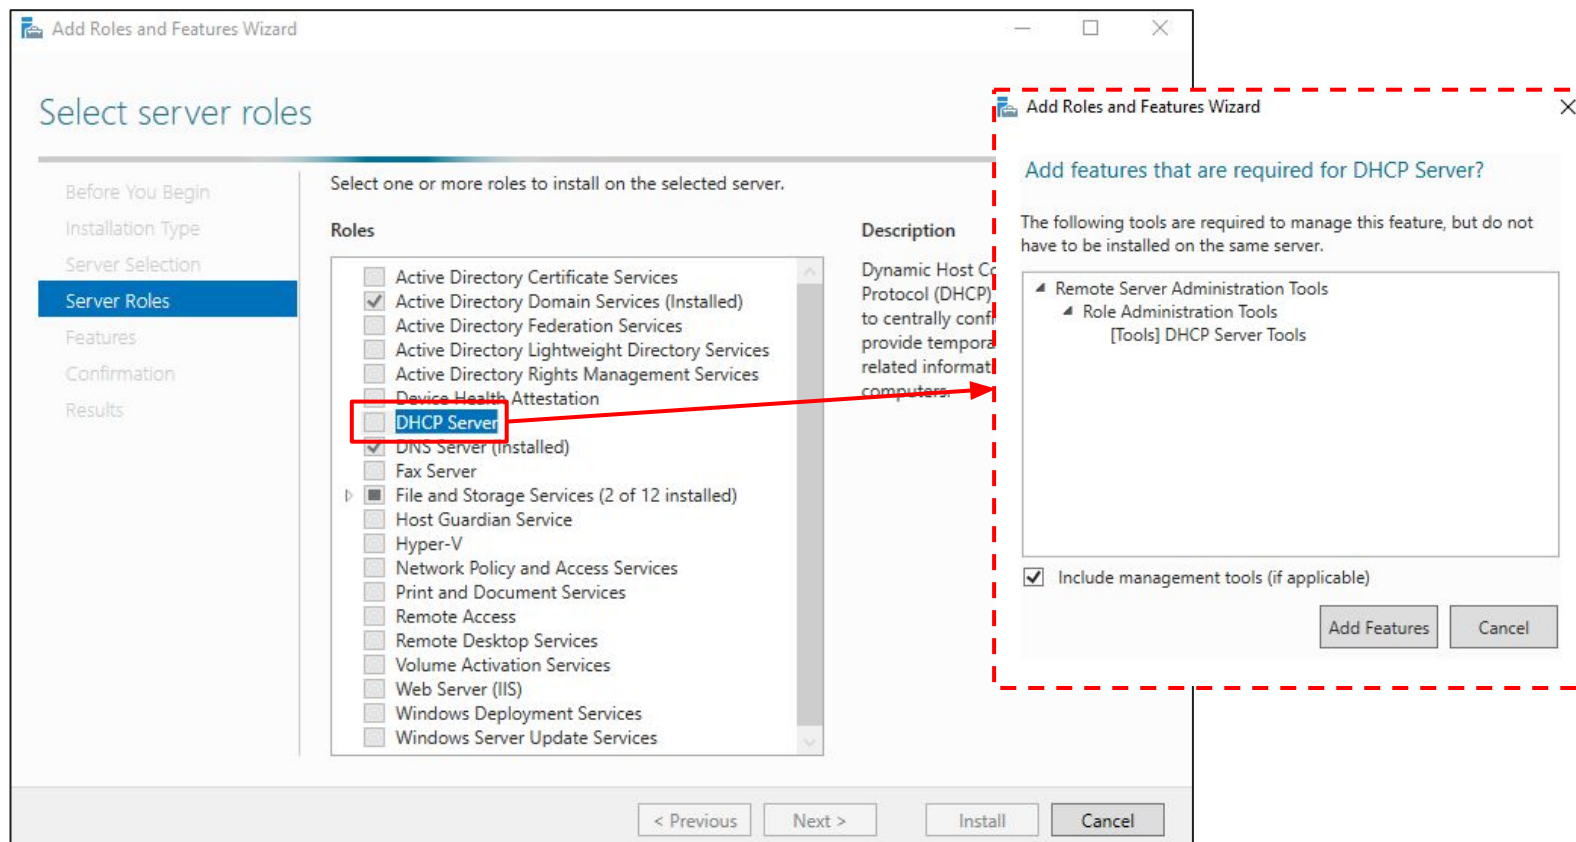 Add Roles and Features Wizard
Select server roles
Before You Begin
Installation Type
Server Selection
Server Roles
Features
Confirmation
Results
Select one or more roles to install on the selected server.
Roles
Active Directory Certificate Services
Active Directory Domain Services (Installed)
Active Directory Federation Services
Active Directory Lightweight Directory Services
Active Directory Rights Management Services
Device Health Attestation
DHCP Server
DNS Server (Installed)
Fax Server
File and Storage Services (2 of 12 installed)
Host Guardian Service
Hyper-V
Network Policy and Access Services
Print and Document Services
Remote Access
Remote Desktop Services
Volume Activation Services
Web Server (IIS)
Windows Deployment Services
Windows Server Update Services
Description
Dynamic Host
Protocol (DHCP)
to centrally
provide
related
computers.
< Previous
Next >
Install
Cancel
Add Roles and Features Wizard
Add features that are required for DHCP Server?
The following tools are required to manage this feature, but do not
have to be installed on the same server.
Remote Server Administration Tools
Role Administration Tools
[Tools] DHCP Server Tools
Include management tools (if applicable)
Add Features
Cancel